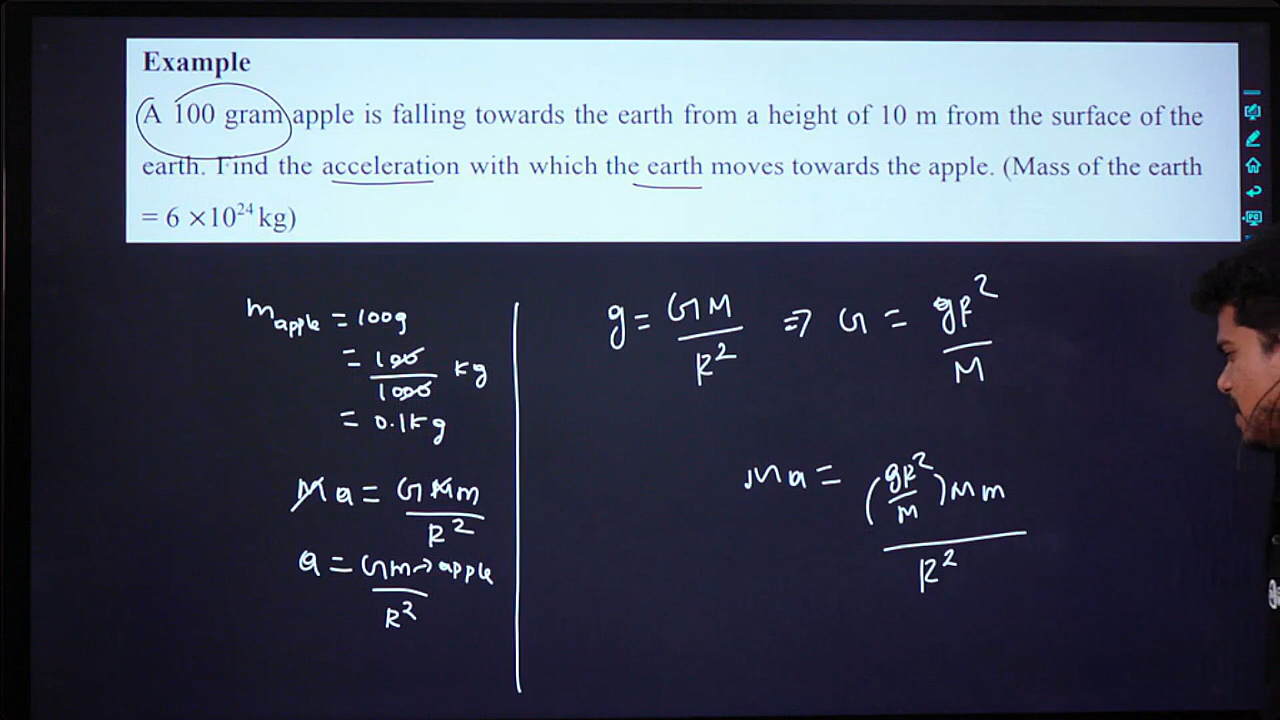 Example
A 100 gram apple is falling towards the earth from a height of 10 m from the surface of the
earth. Find the acceleration with which the earth moves towards the apple. (Mass of the earth
= 6 ×10²⁴ kg)
m_apple = 100g
= 100/1000 kg
= 0.1kg
Ma = GMm/R²
a = Gm→apple/R²
g = GM/R² ⇒ G = gR²/M
Ma = (gR²/M)Mm/R²